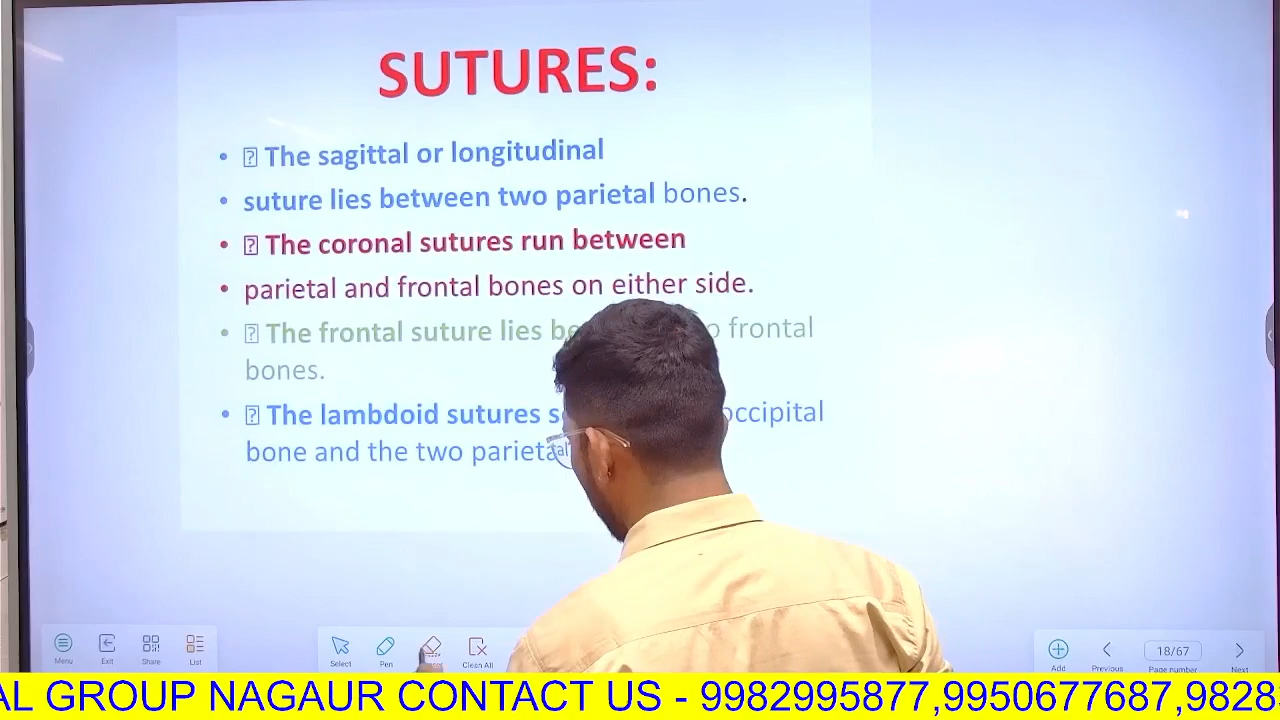 SUTURES:
• The sagittal or longitudinal
• suture lies between two parietal bones.
• The coronal sutures run between
• parietal and frontal bones on either side.
• The frontal suture lies frontal
bones.
• The lambdoid sutures occipital
bone and the two
Menu Exit Share List Select Pen Clean All Add Previous 18/67 Page number Next
AL GROUP NAGAUR CONTACT US - 9982995877,9950677687,9828